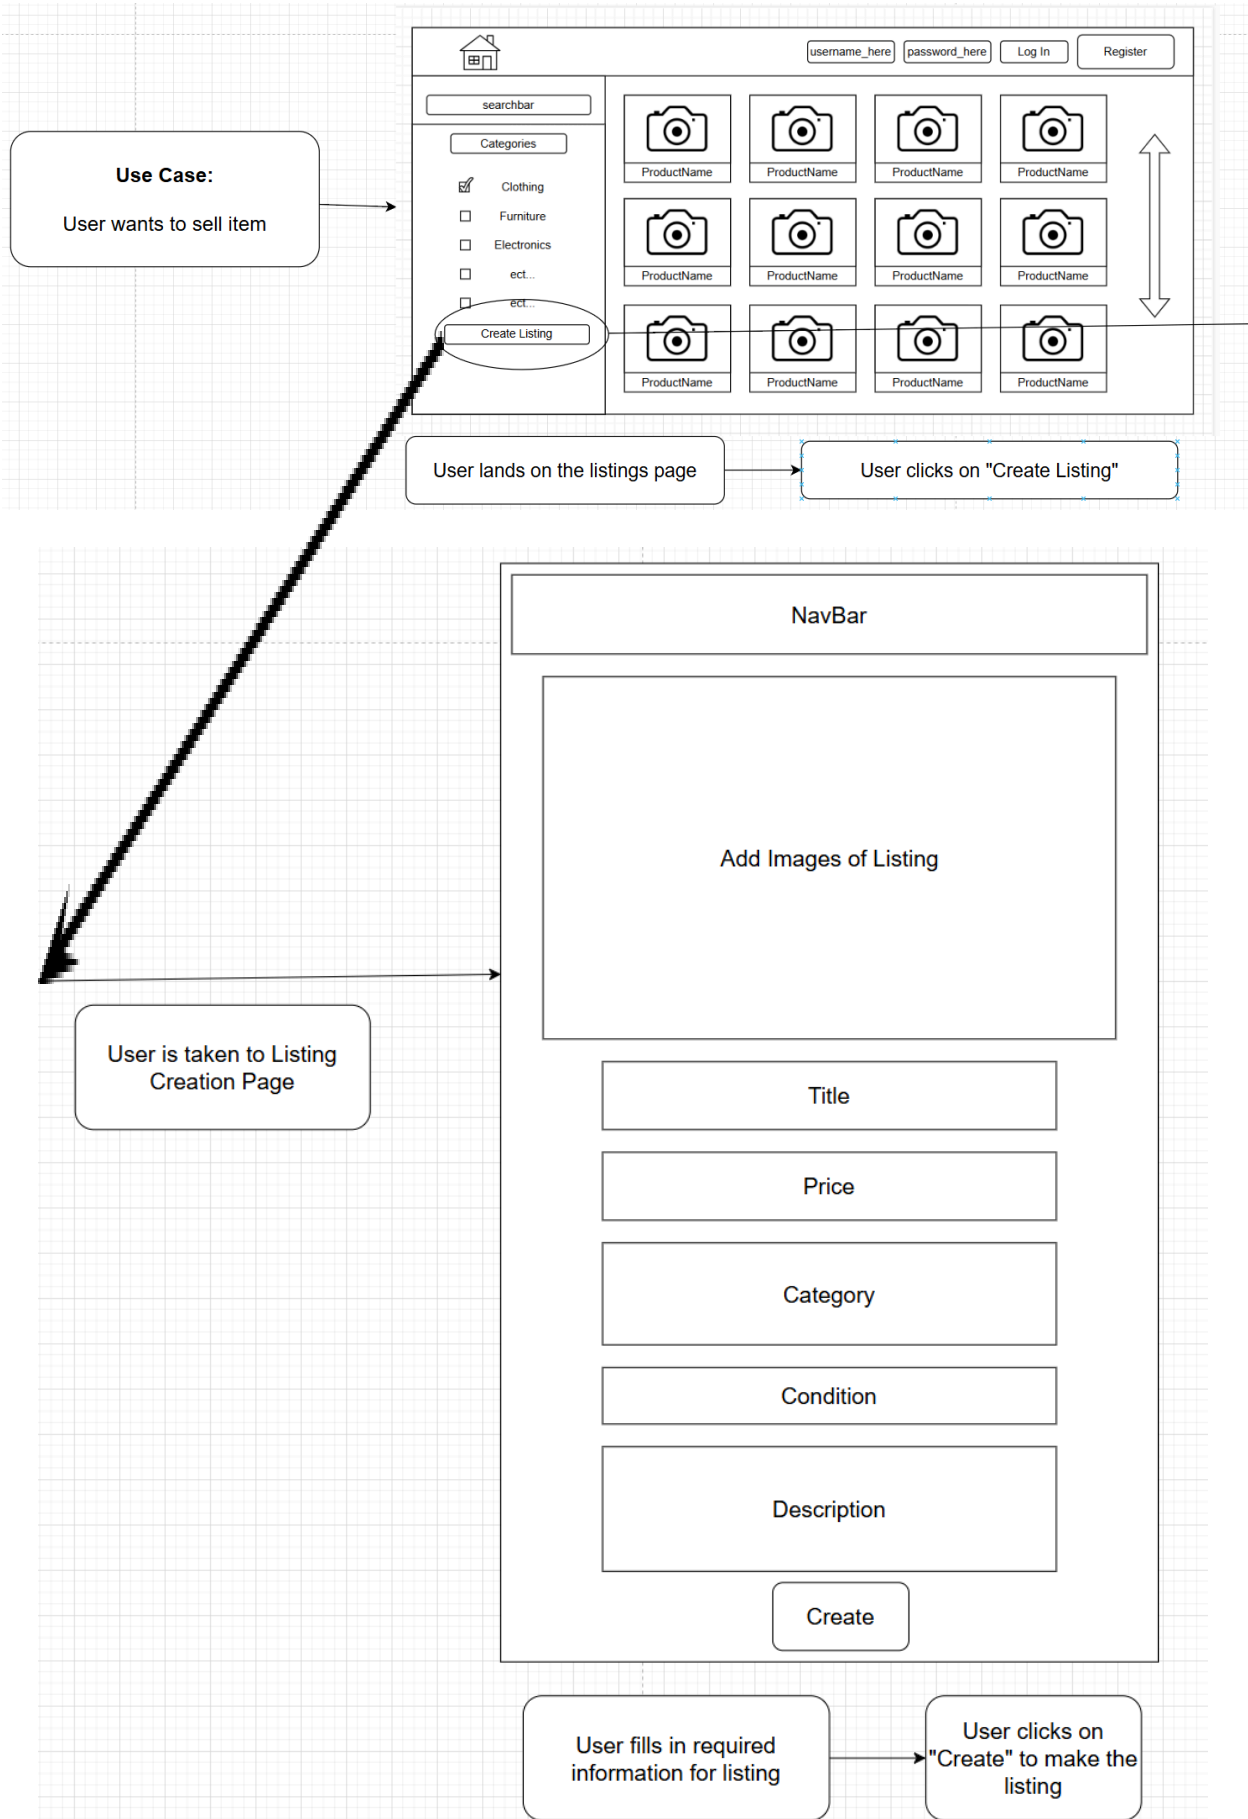 username_here
password_here
Log In
Register
searchbar
Categories
Clothing
Furniture
Electronics
ect...
ect...
Create Listing
ProductName
ProductName
ProductName
ProductName
ProductName
ProductName
ProductName
ProductName
ProductName
ProductName
ProductName
ProductName
Use Case:
User wants to sell item
User lands on the listings page
User clicks on "Create Listing"
NavBar
Add Images of Listing
User is taken to Listing
Creation Page
Title
Price
Category
Condition
Description
Create
User fills in required
information for listing
User clicks on
"Create" to make the
listing